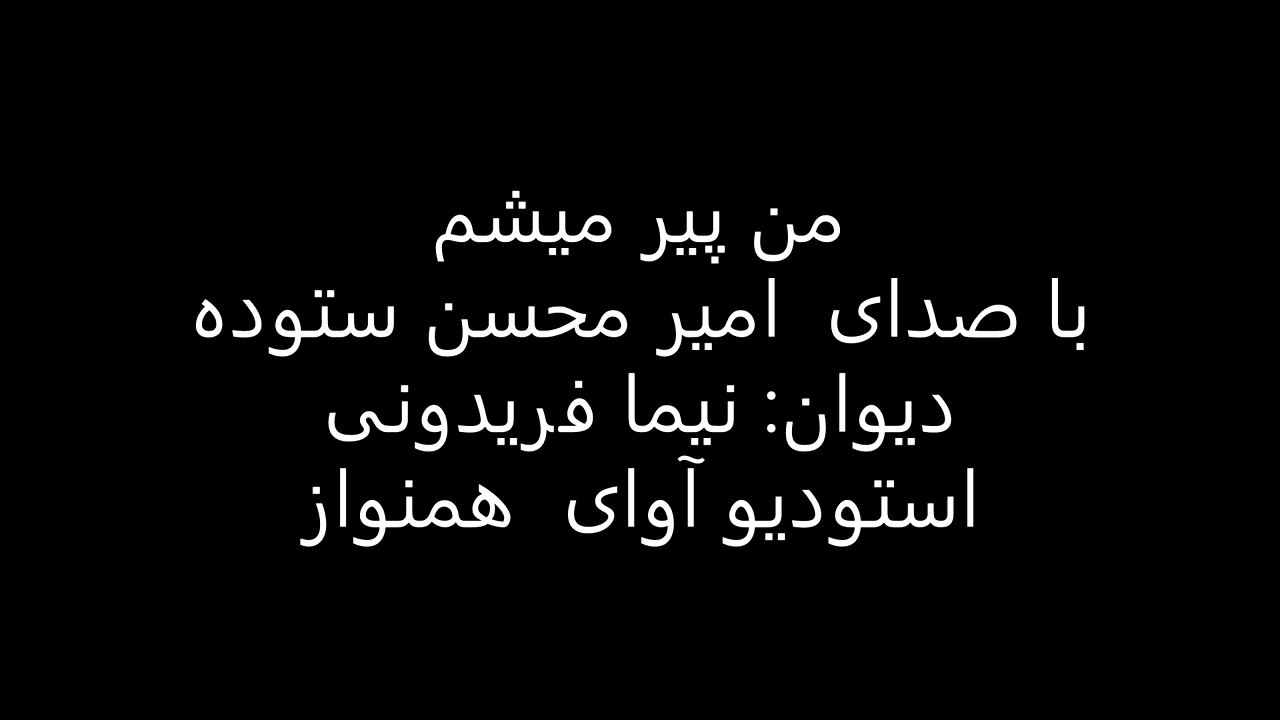 من پیر میشم
با صدای  امیر محسن ستوده
دیوان: نیما فریدونی
استودیو آوای  همنواز